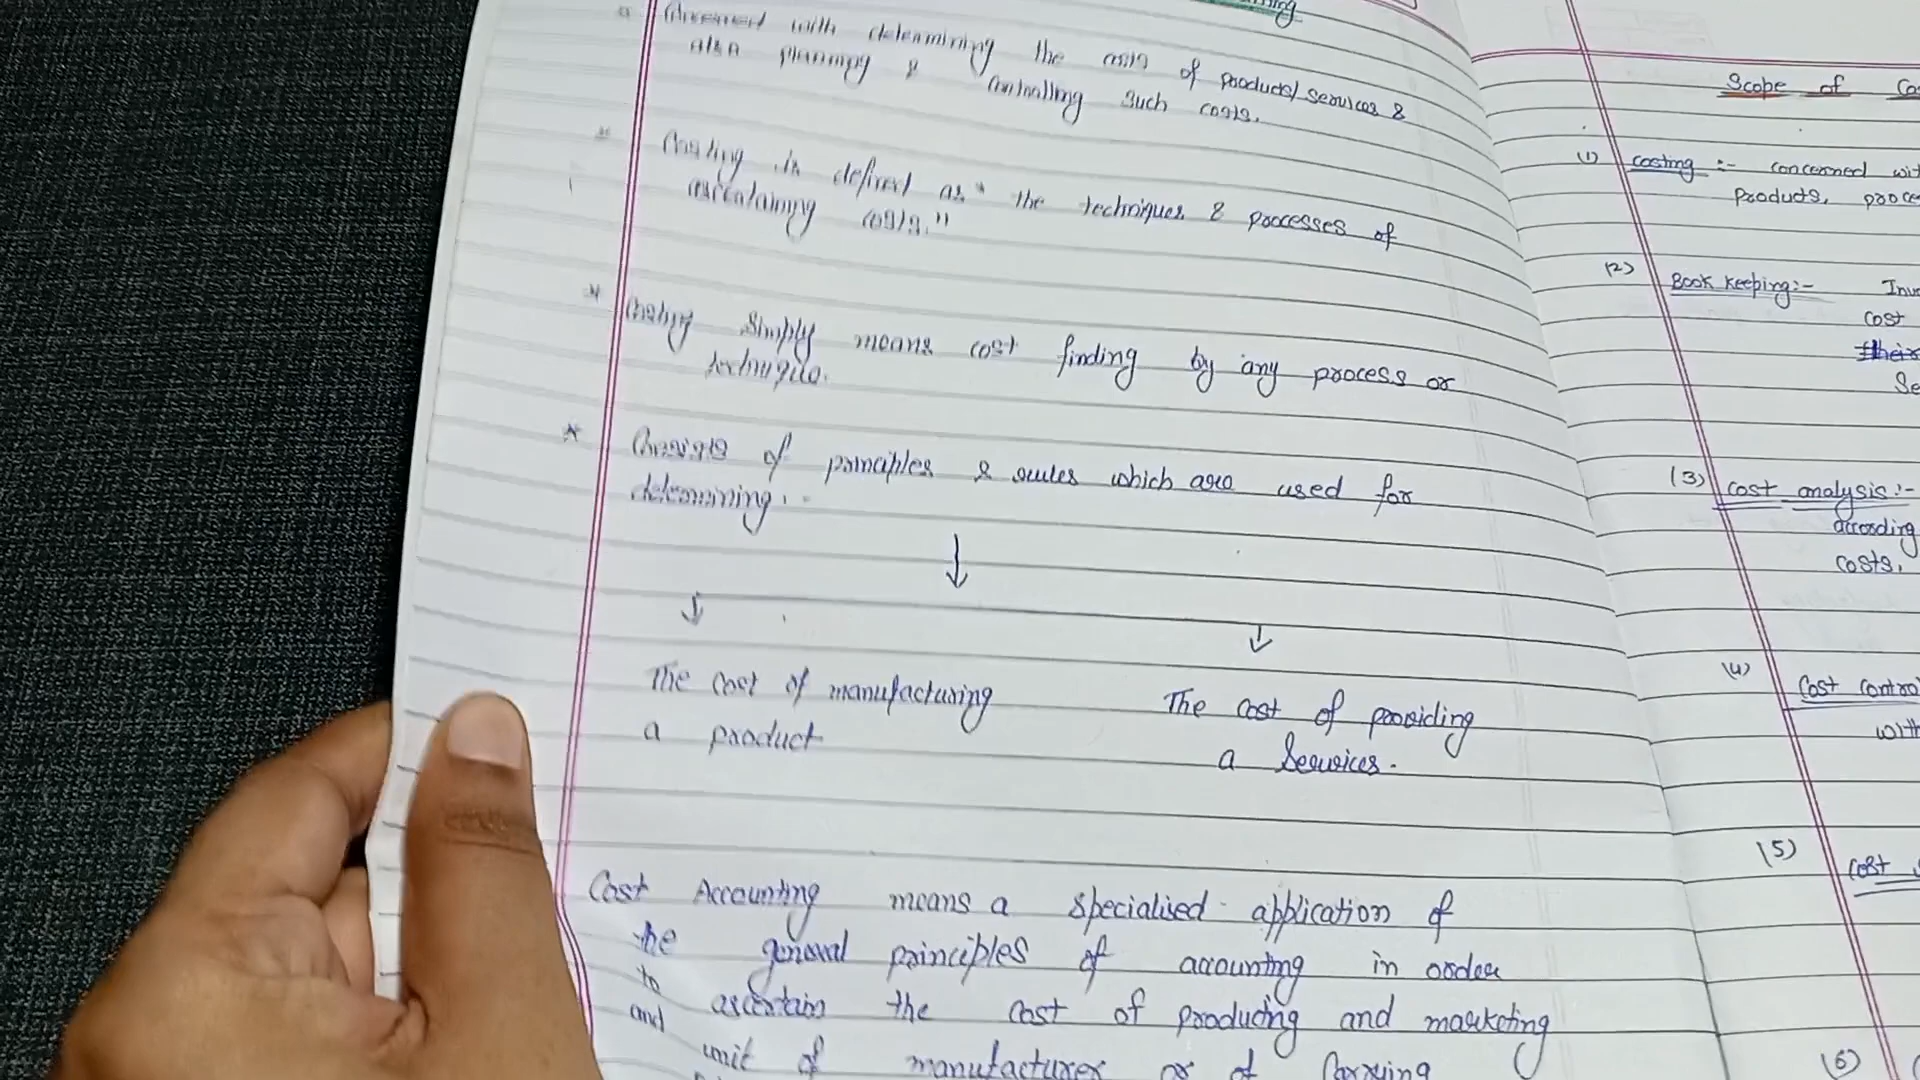 Concerned with determining the costs of products/services &
also planning & controlling such costs.
* Costing is defined as "the techniques & processes of
ascertaining costs."
* Costing simply means cost finding by any process or
technique.
* Consists of principles & rules which are used for
determining :-
The cost of manufacturing
a product
The cost of providing
a Services.
Cost Accounting means a specialised application of
the general principles of accounting in order
to ascertain the cost of producing and marketing
and unit of manufacturer or of Carrying
Scope of
(1) costing :- concerned
products,
(2) Book keeping:-
cost
(3) cost analysis :-
according
costs.
(4) Cost
(5) cost
(6)